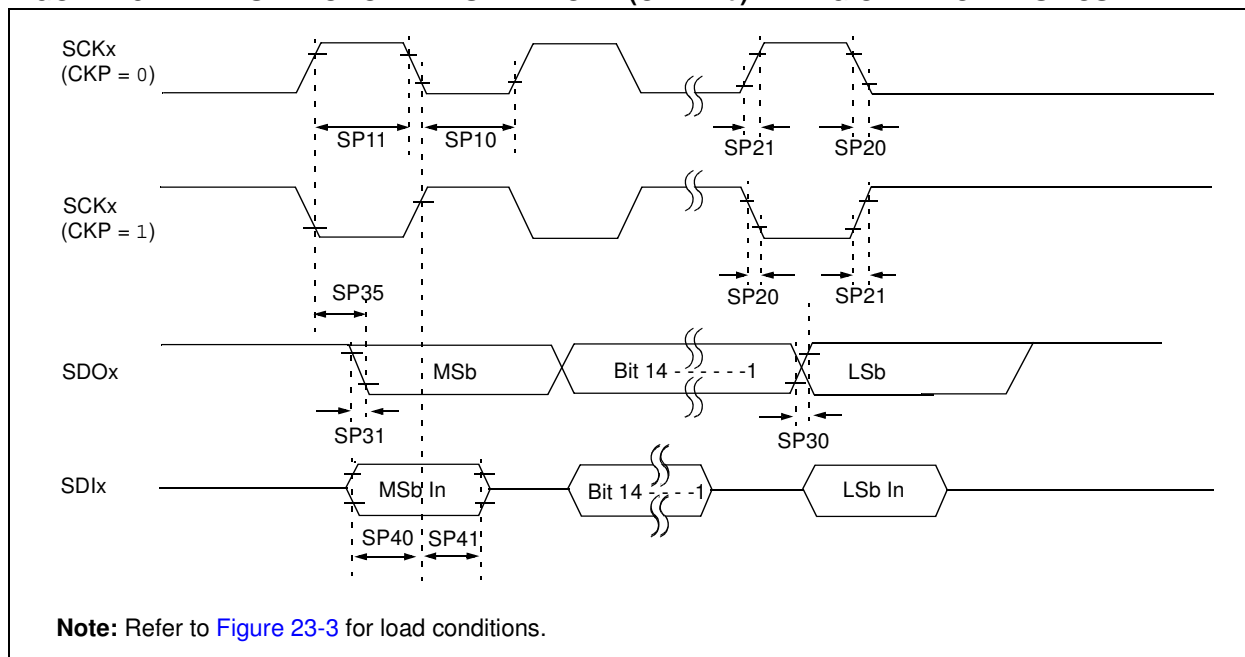 SCKx
(CKP = 0)
SP11
SP10
SP21
SP20
SCKx
(CKP = 1)
SP35
SP20
SP21
SDOx
MSb
Bit 14 - - - - - -1
LSb
SP31
SP30
SDIx
MSb In
Bit 14 - - - - -1
LSb In
SP40
SP41
Note: Refer to Figure 23-3 for load conditions.